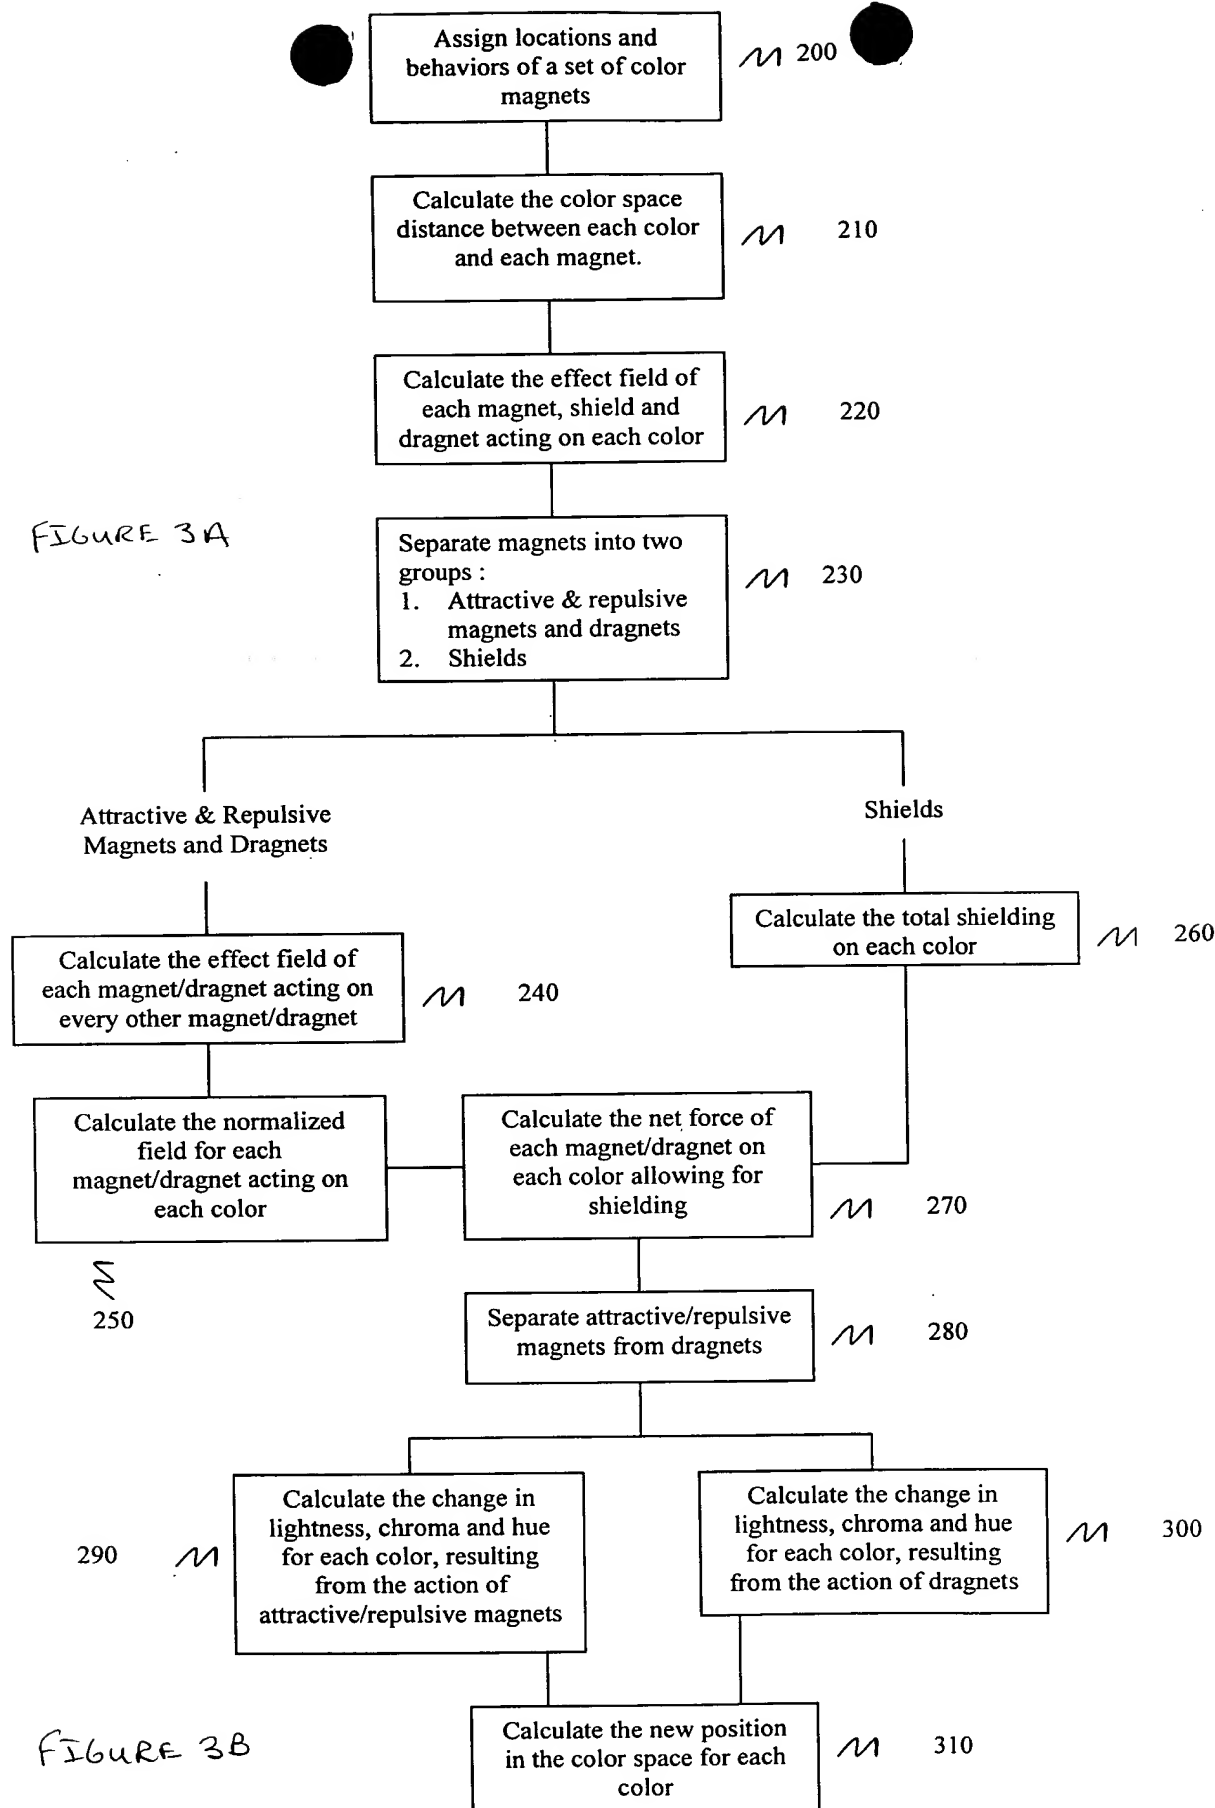 Assign locations and
behaviors of a set of color
magnets
200
Calculate the color space
distance between each color
and each magnet.
210
Calculate the effect field of
each magnet, shield and
dragnet acting on each color
220
FIGURE 3A
Separate magnets into two
groups :
1. Attractive & repulsive
magnets and dragnets
2. Shields
230
Attractive & Repulsive
Magnets and Dragnets
Shields
Calculate the total shielding
on each color
260
Calculate the effect field of
each magnet/dragnet acting on
every other magnet/dragnet
240
Calculate the normalized
field for each
magnet/dragnet acting on
each color
250
Calculate the net force of
each magnet/dragnet on
each color allowing for
shielding
270
Separate attractive/repulsive
magnets from dragnets
280
Calculate the change in
lightness, chroma and hue
for each color, resulting
from the action of
attractive/repulsive magnets
290
Calculate the change in
lightness, chroma and hue
for each color, resulting
from the action of dragnets
300
FIGURE 3B
Calculate the new position
in the color space for each
color
310